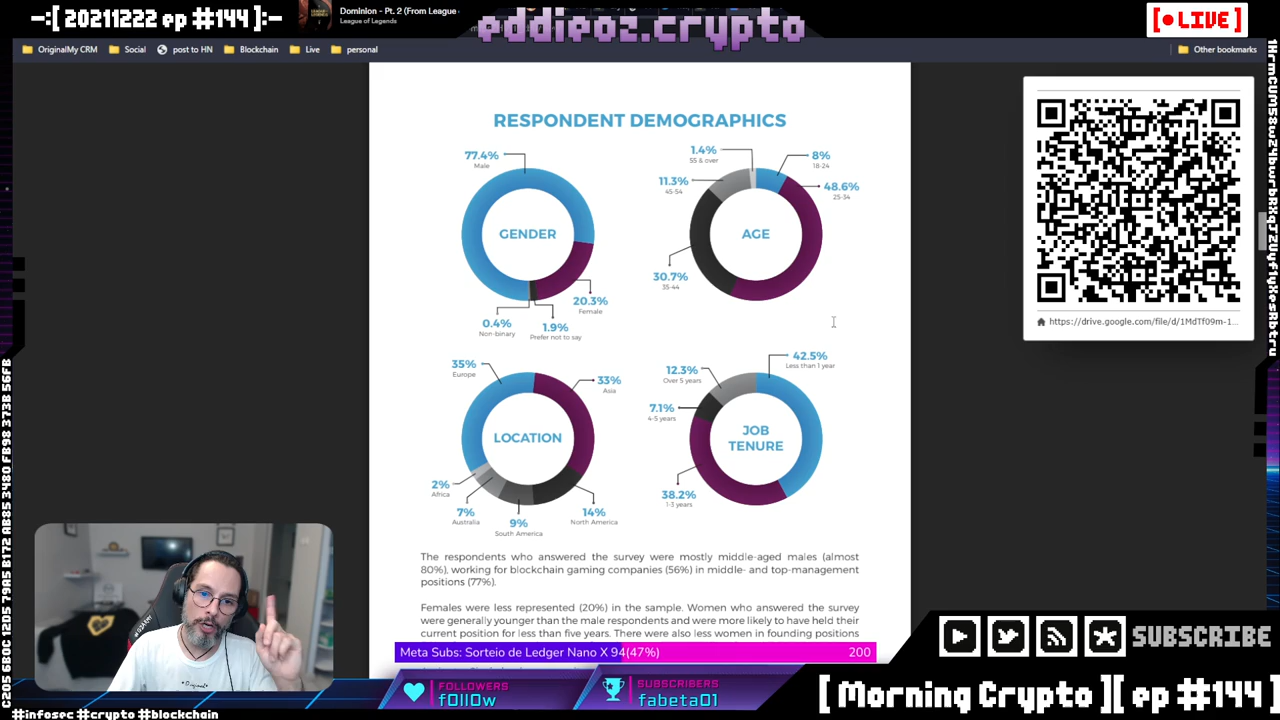 -:[ 20211222 ep #144 ]:-
Dominion - Pt. 2 (From League
League of Legends
eddieoz.crypto
[ LIVE ]
OriginalMy CRM
Social
post to HN
Blockchain
Live
personal
Other bookmarks
RESPONDENT DEMOGRAPHICS
77.4%
Male
GENDER
20.3%
Female
0.4%
Non-binary
1.9%
Prefer not to say
1.4%
55 & over
8%
18-24
11.3%
45-54
48.6%
25-34
AGE
30.7%
35-44
https://drive.google.com/file/d/1MdTf09m-1...
35%
Europe
33%
Asia
LOCATION
2%
Africa
7%
Australia
9%
South America
14%
North America
42.5%
Less than 1 year
12.3%
Over 5 years
7.1%
4-5 years
JOB
TENURE
38.2%
1-3 years
The respondents who answered the survey were mostly middle-aged males (almost
80%), working for blockchain gaming companies (56%) in middle- and top-management
positions (77%).
Females were less represented (20%) in the sample. Women who answered the survey
were generally younger than the male respondents and were more likely to have held their
current position for less than five years. There were also less women in founding positions
Meta Subs: Sorteio de Ledger Nano X 94(47%)
200
FOLLOWERS
f0ll0w
SUBSCRIBERS
fabeta01
SUBSCRIBE
[ Morning Crypto ][ ep #144 ]
#infosec #crypto #blockchain